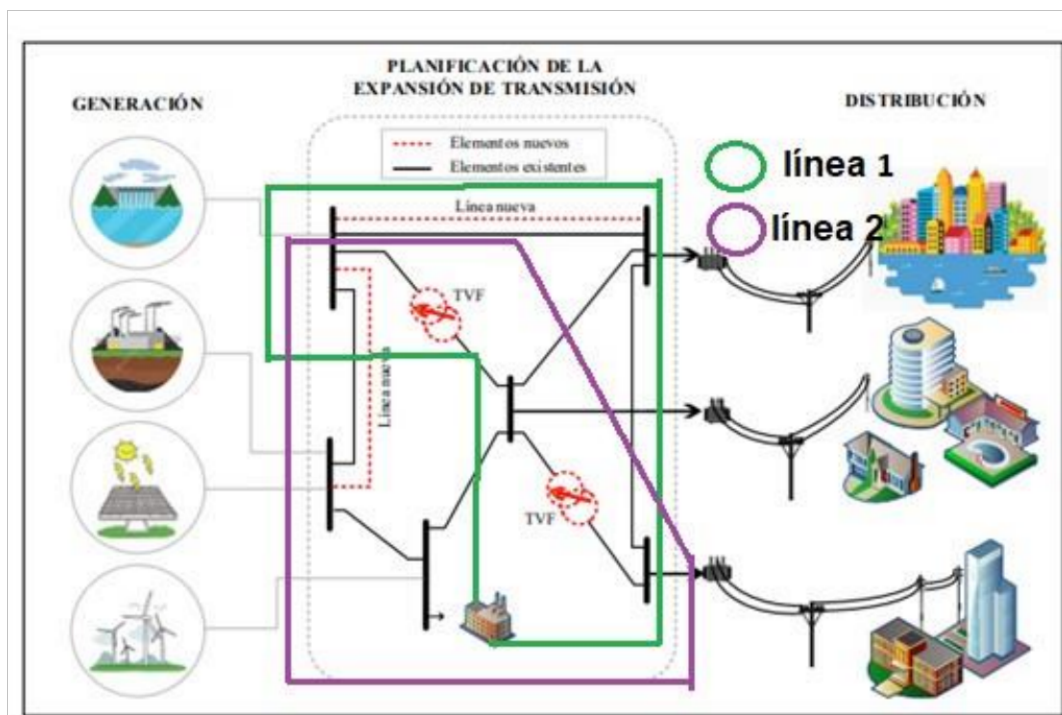 PLANIFICACIÓN DE LA
EXPANSIÓN DE TRANSMISIÓN
GENERACIÓN
DISTRIBUCIÓN
Elementos nuevos
Elementos existentes
línea 1
línea 2
Línea nueva
TVF
Línea nueva
TVF